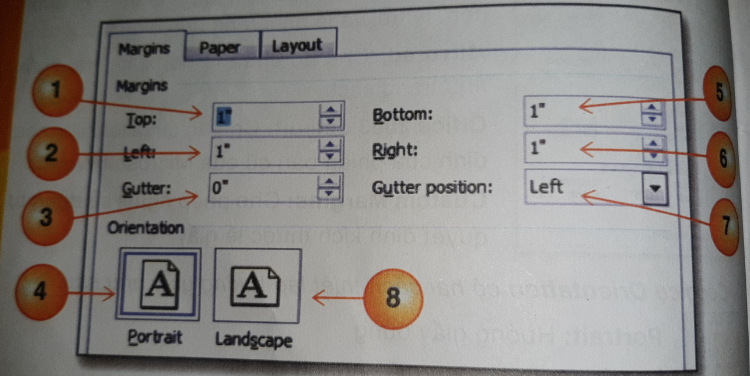 Margins Paper Layout
Margins
1 Top: 1" Bottom: 1" 5
2 Left: 1" Right: 1" 6
3 Gutter: 0" Gutter position: Left 7
Orientation
4 A A 8
Portrait Landscape